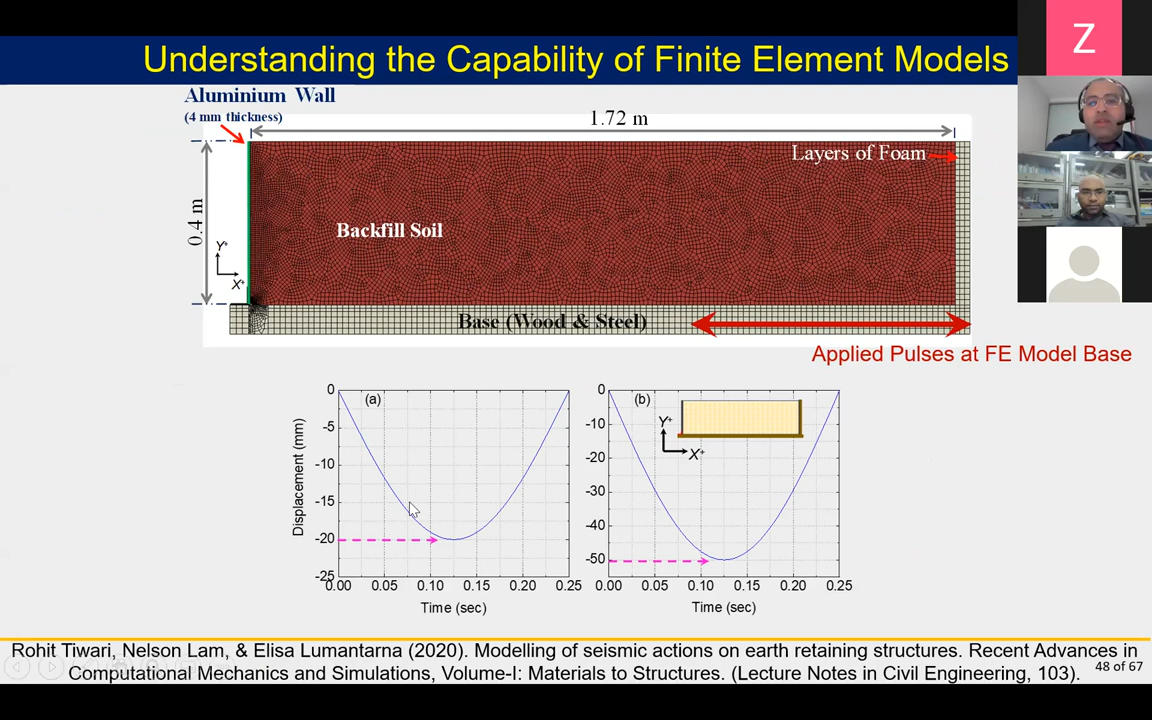 Understanding the Capability of Finite Element Models
Z
Aluminium Wall
(4 mm thickness)
1.72 m
Layers of Foam
0.4 m
Backfill Soil
Y+
X+
Base (Wood & Steel)
Applied Pulses at FE Model Base
(a)
0
-5
-10
-15
-20
-25
Displacement (mm)
0.00 0.05 0.10 0.15 0.20 0.25
Time (sec)
(b)
0
-10
-20
-30
-40
-50
Y+
X+
0.00 0.05 0.10 0.15 0.20 0.25
Time (sec)
Rohit Tiwari, Nelson Lam, & Elisa Lumantarna (2020). Modelling of seismic actions on earth retaining structures. Recent Advances in
Computational Mechanics and Simulations, Volume-I: Materials to Structures. (Lecture Notes in Civil Engineering, 103).
48 of 67